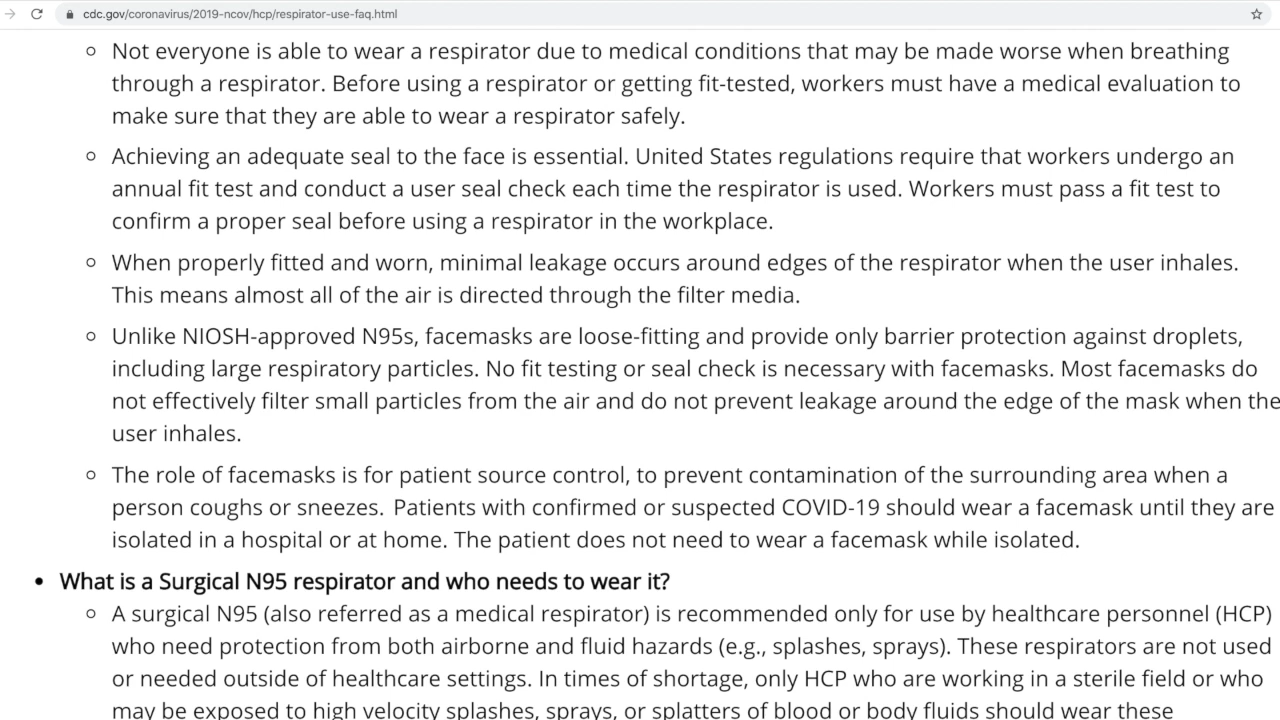 cdc.gov/coronavirus/2019-ncov/hcp/respirator-use-faq.html
Not everyone is able to wear a respirator due to medical conditions that may be made worse when breathing
through a respirator. Before using a respirator or getting fit-tested, workers must have a medical evaluation to
make sure that they are able to wear a respirator safely.
Achieving an adequate seal to the face is essential. United States regulations require that workers undergo an
annual fit test and conduct a user seal check each time the respirator is used. Workers must pass a fit test to
confirm a proper seal before using a respirator in the workplace.
When properly fitted and worn, minimal leakage occurs around edges of the respirator when the user inhales.
This means almost all of the air is directed through the filter media.
Unlike NIOSH-approved N95s, facemasks are loose-fitting and provide only barrier protection against droplets,
including large respiratory particles. No fit testing or seal check is necessary with facemasks. Most facemasks do
not effectively filter small particles from the air and do not prevent leakage around the edge of the mask when the
user inhales.
The role of facemasks is for patient source control, to prevent contamination of the surrounding area when a
person coughs or sneezes. Patients with confirmed or suspected COVID-19 should wear a facemask until they are
isolated in a hospital or at home. The patient does not need to wear a facemask while isolated.
What is a Surgical N95 respirator and who needs to wear it?
A surgical N95 (also referred as a medical respirator) is recommended only for use by healthcare personnel (HCP)
who need protection from both airborne and fluid hazards (e.g., splashes, sprays). These respirators are not used
or needed outside of healthcare settings. In times of shortage, only HCP who are working in a sterile field or who
may be exposed to high velocity splashes, sprays, or splatters of blood or body fluids should wear these